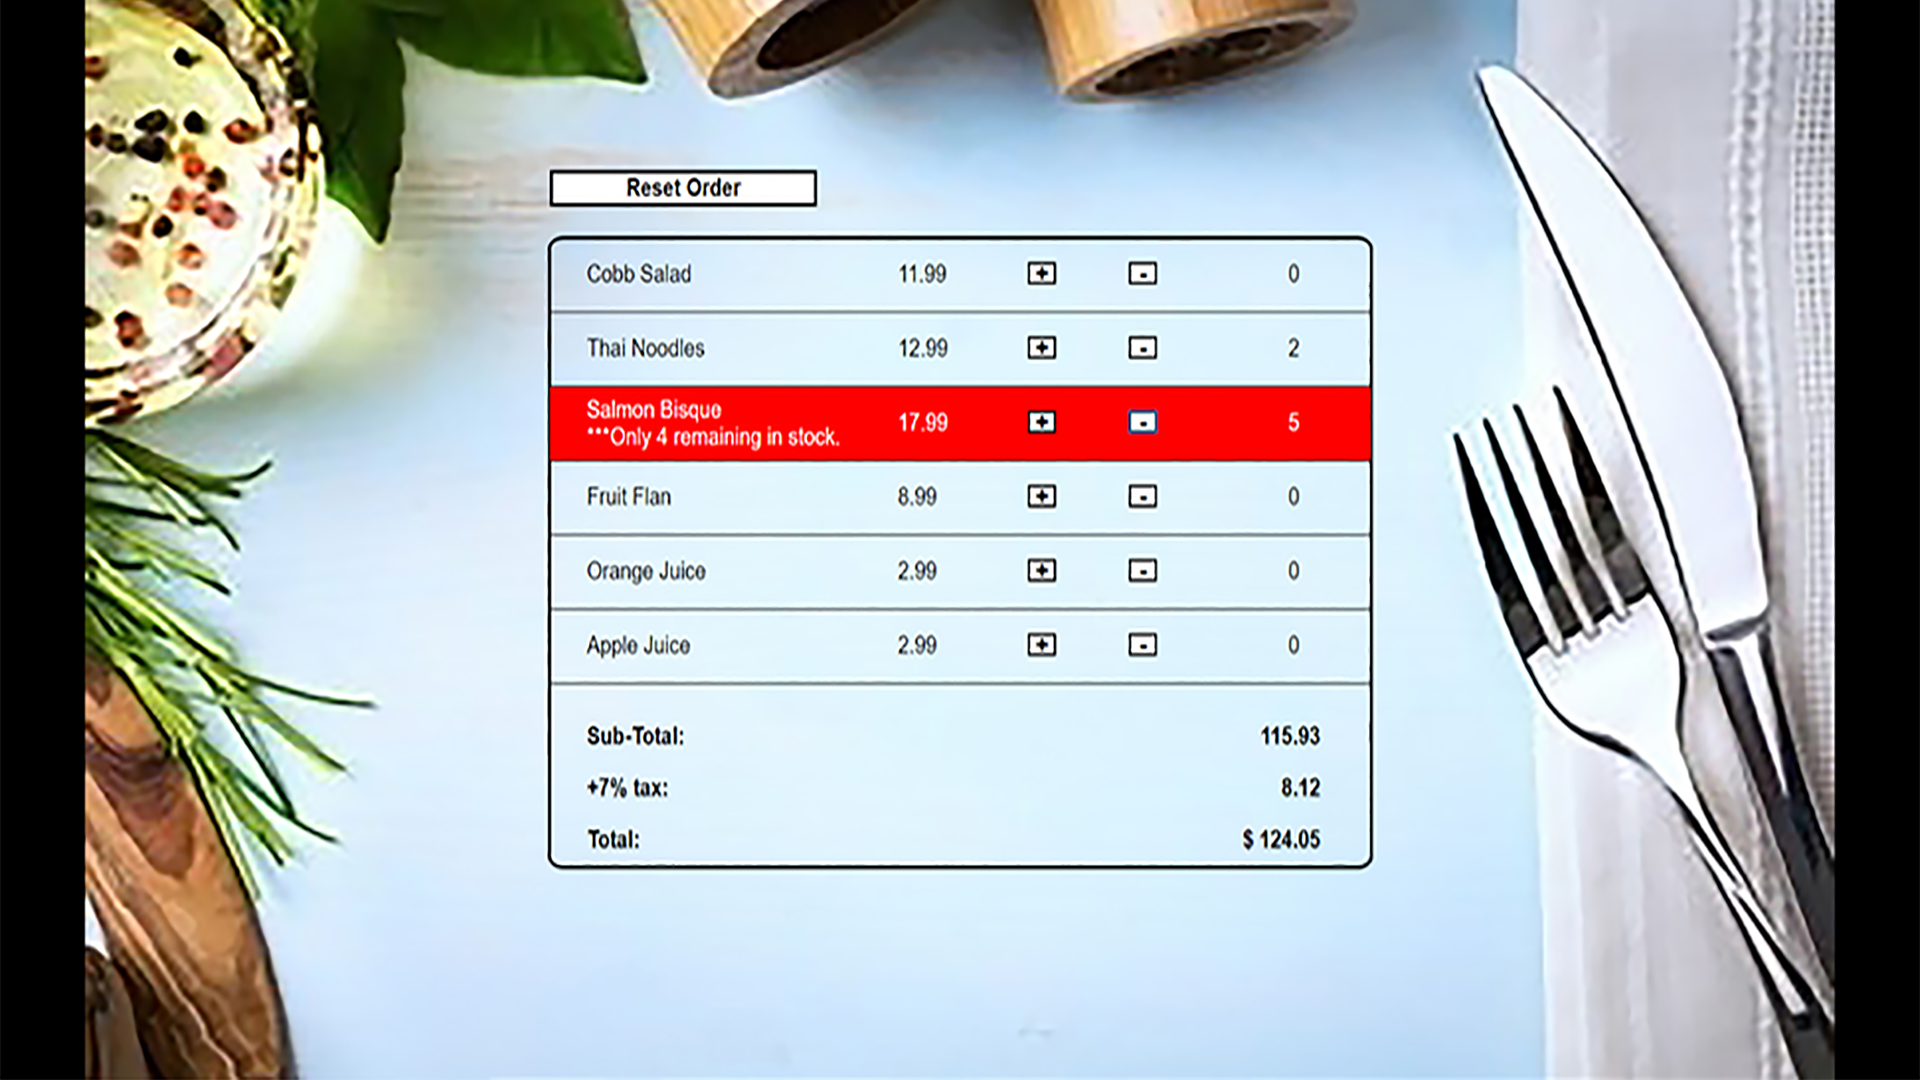 Reset Order
Cobb Salad 11.99 + - 0
Thai Noodles 12.99 + - 2
Salmon Bisque
***Only 4 remaining in stock. 17.99 + - 5
Fruit Flan 8.99 + - 0
Orange Juice 2.99 + - 0
Apple Juice 2.99 + - 0
Sub-Total: 115.93
+7% tax: 8.12
Total: $ 124.05